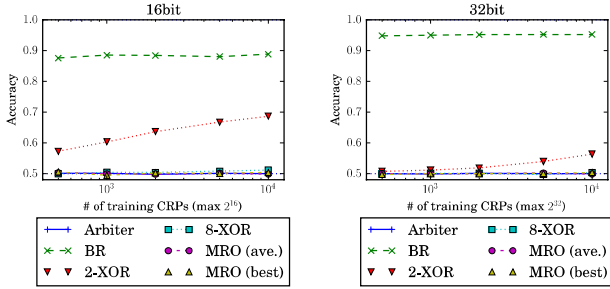 16bit
32bit
1.0
0.9
0.8
0.7
0.6
0.5
Accuracy
10³
10⁴
# of training CRPs (max 2¹⁶)
1.0
0.9
0.8
0.7
0.6
0.5
Accuracy
10³
10⁴
# of training CRPs (max 2³²)
Arbiter
BR
2-XOR
8-XOR
MRO (ave.)
MRO (best)
Arbiter
BR
2-XOR
8-XOR
MRO (ave.)
MRO (best)